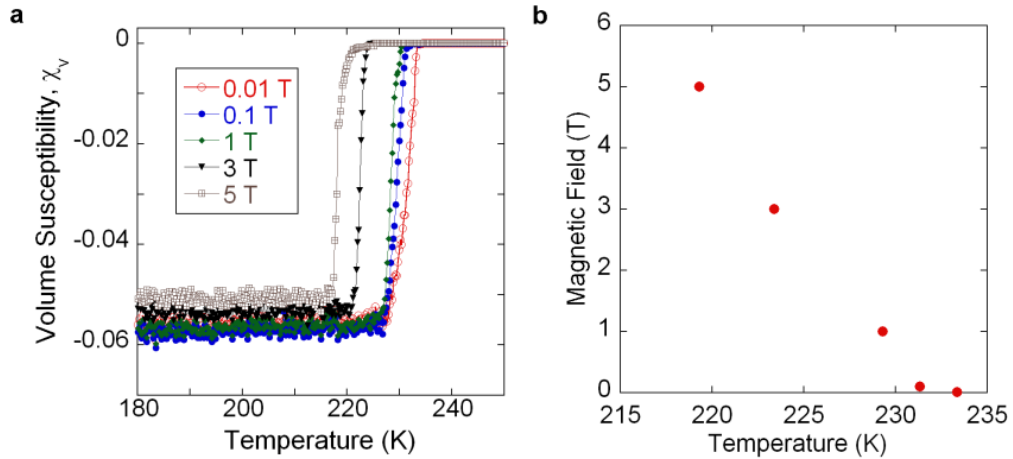 a
Volume Susceptibility, χ_v
0
-0.02
-0.04
-0.06
0.01 T
0.1 T
1 T
3 T
5 T
180 200 220 240
Temperature (K)
b
Magnetic Field (T)
6
5
4
3
2
1
0
215 220 225 230 235
Temperature (K)